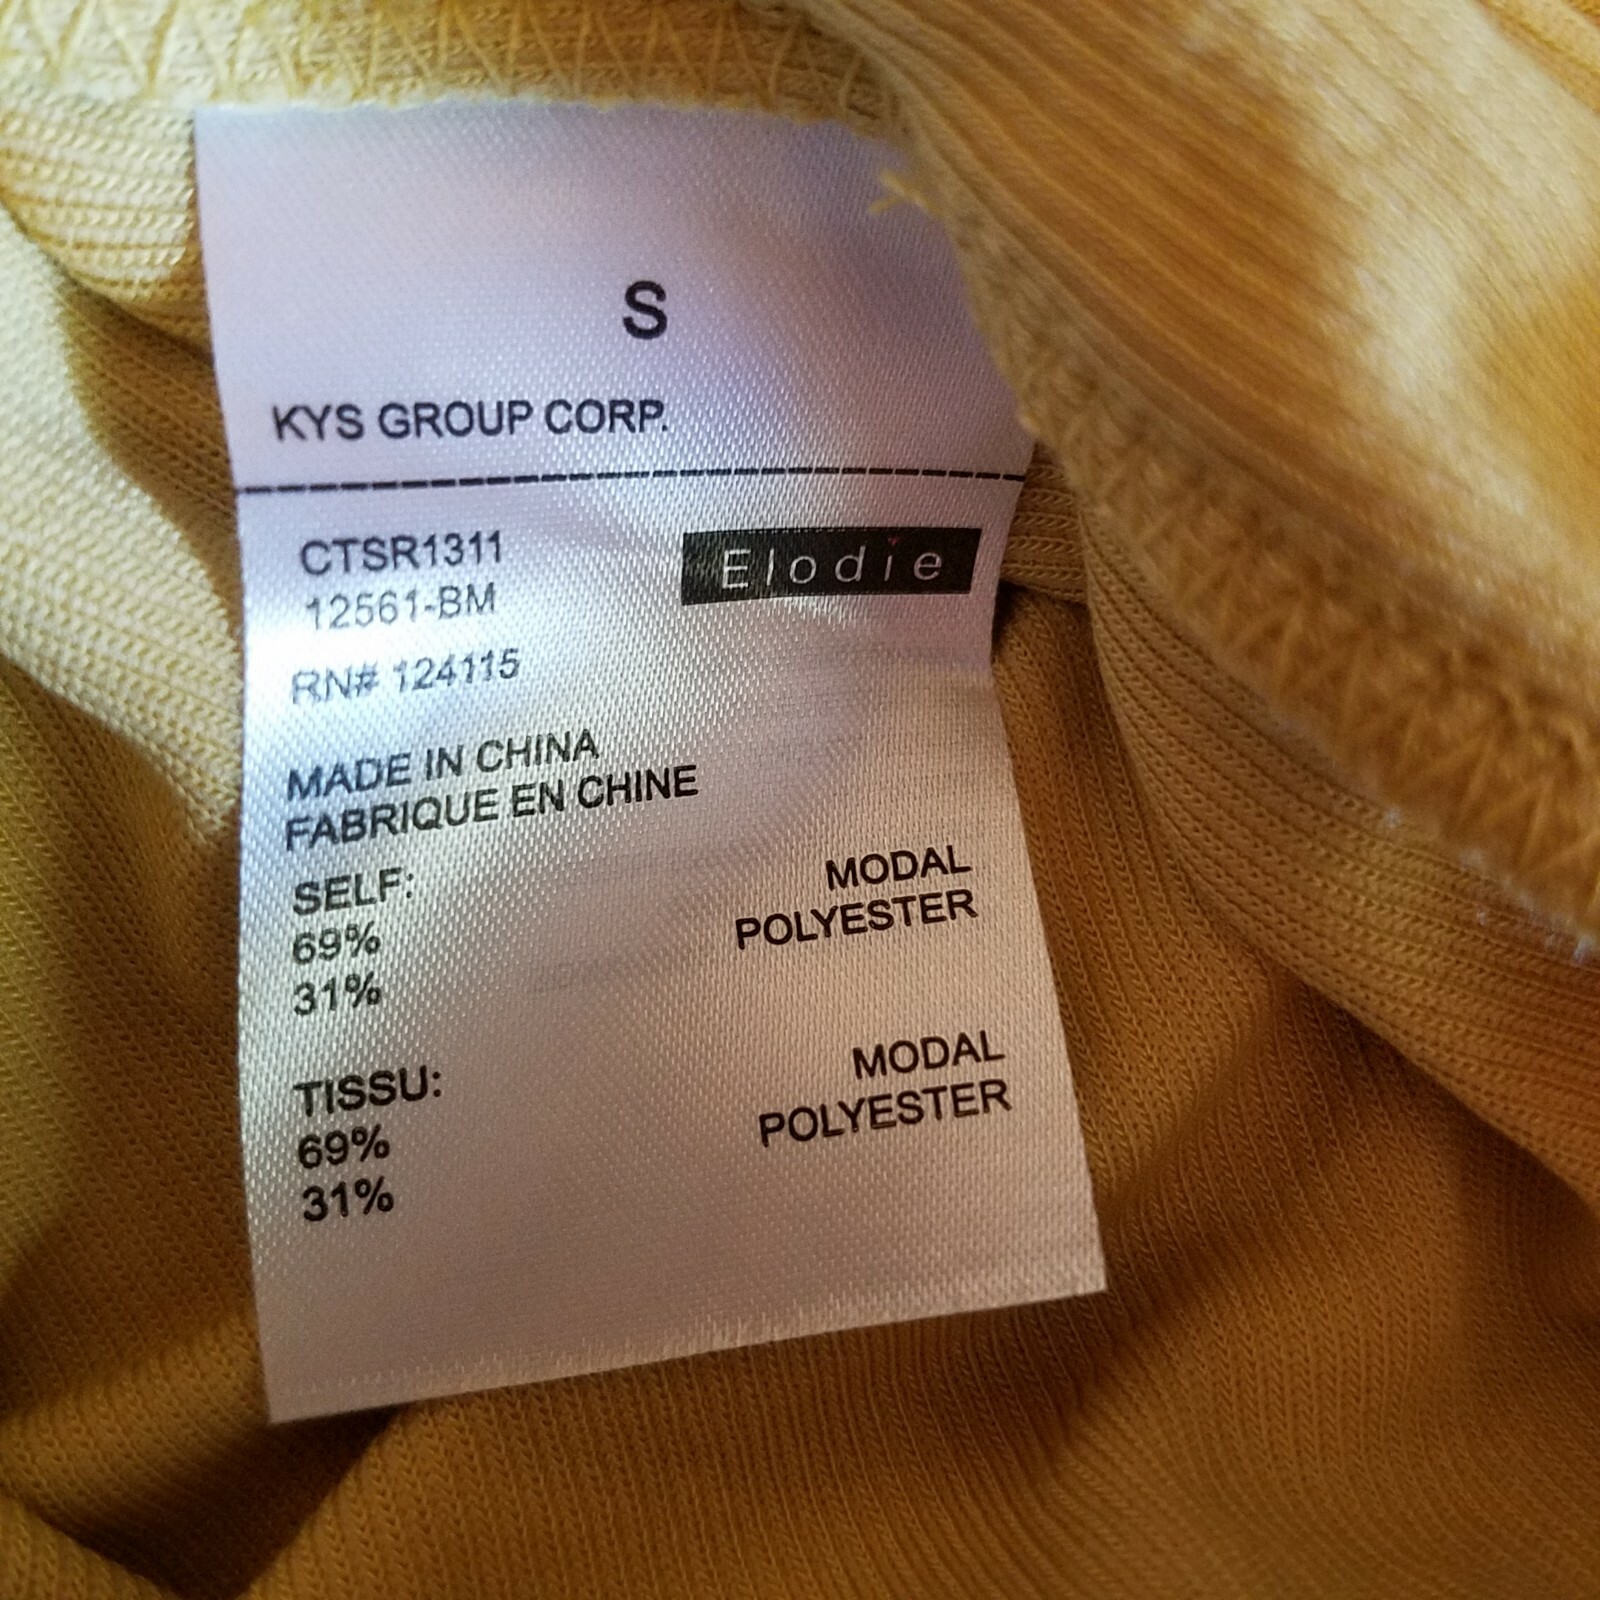 S
KYS GROUP CORP.
CTSR1311
Elodie
12561-BM
RN# 124115
MADE IN CHINA
FABRIQUE EN CHINE
SELF:
69% MODAL
31% POLYESTER
TISSU:
69% MODAL
31% POLYESTER